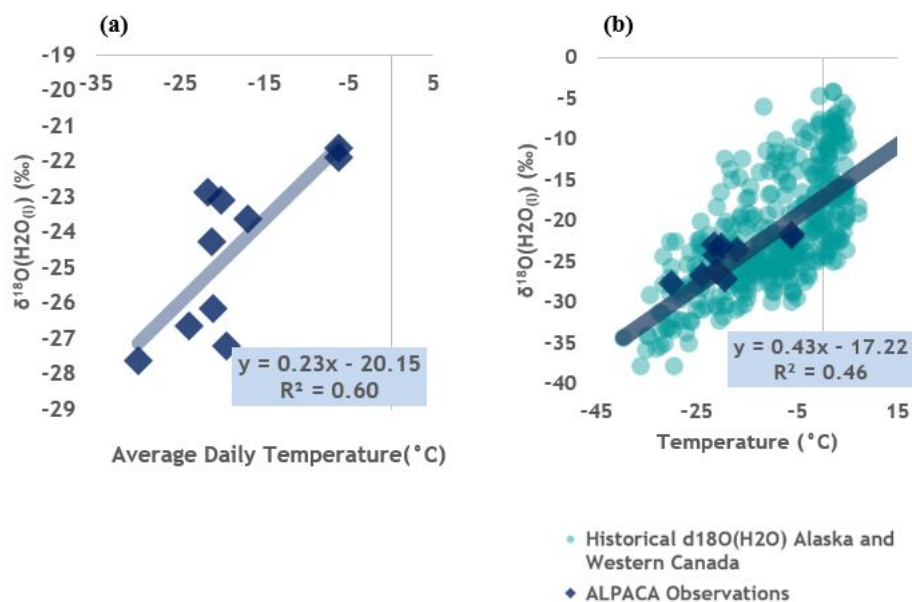 (a)
-19
-35
-25
-15
-5
5
-20
-21
-22
-23
-24
-25
-26
-27
-28
-29
δ¹⁸O(H2O₍ₗ₎) (‰)
y = 0.23x - 20.15
R² = 0.60
Average Daily Temperature(°C)
(b)
0
-5
-10
-15
-20
-25
-30
-35
-40
δ¹⁸O(H2O₍ₗ₎) (‰)
y = 0.43x - 17.22
R² = 0.46
-45
-25
-5
15
Temperature (°C)
Historical d18O(H2O) Alaska and
Western Canada
ALPACA Observations